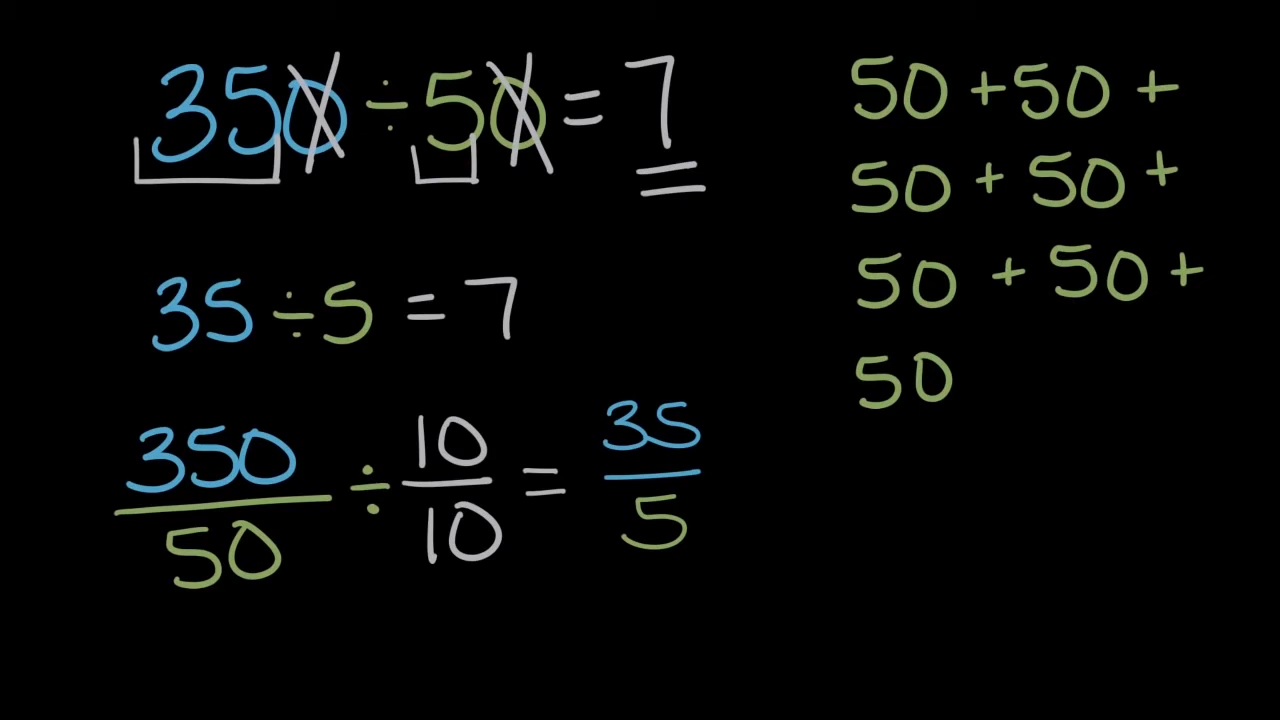 350 ÷ 50 = 7
35 ÷ 5 = 7
350/50 ÷ 10/10 = 35/5
50 + 50 +
50 + 50 +
50 + 50 +
50